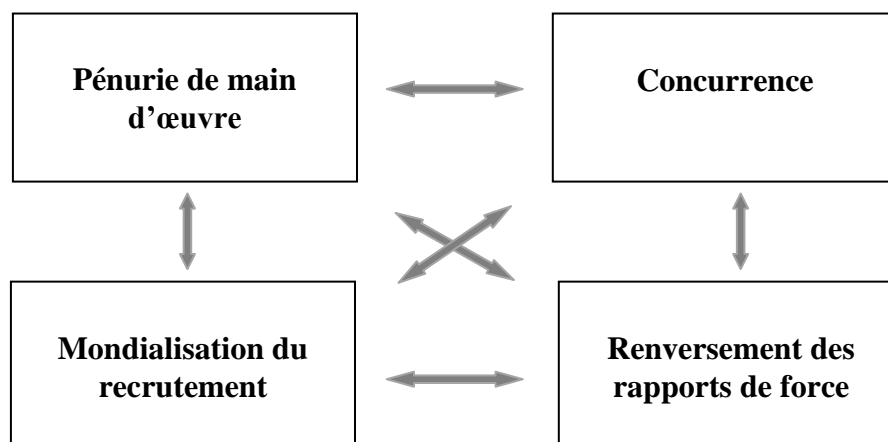 Pénurie de main
d’œuvre
Concurrence
Mondialisation du
recrutement
Renversement des
rapports de force